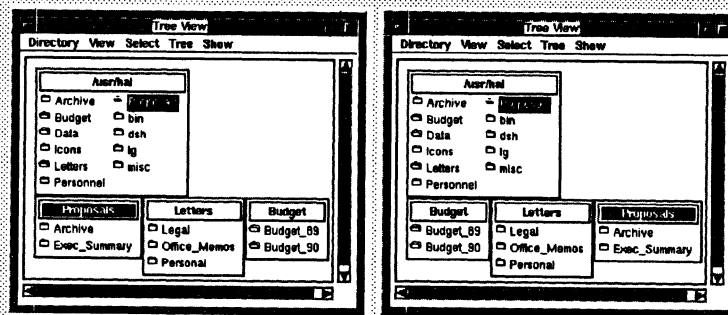 Tree View
Directory View Select Tree Show
/usr/hal
Archive Proposals
Budget bin
Data dsh
Icons lg
Letters misc
Personnel
Proposals Letters Budget
Archive Legal Budget_89
Exec_Summary Office_Memos Budget_90
Personal
Tree View
Directory View Select Tree Show
/usr/hal
Archive Proposals
Budget bin
Data dsh
Icons lg
Letters misc
Personnel
Budget Letters Proposals
Budget_89 Legal Archive
Budget_90 Office_Memos Exec_Summary
Personal